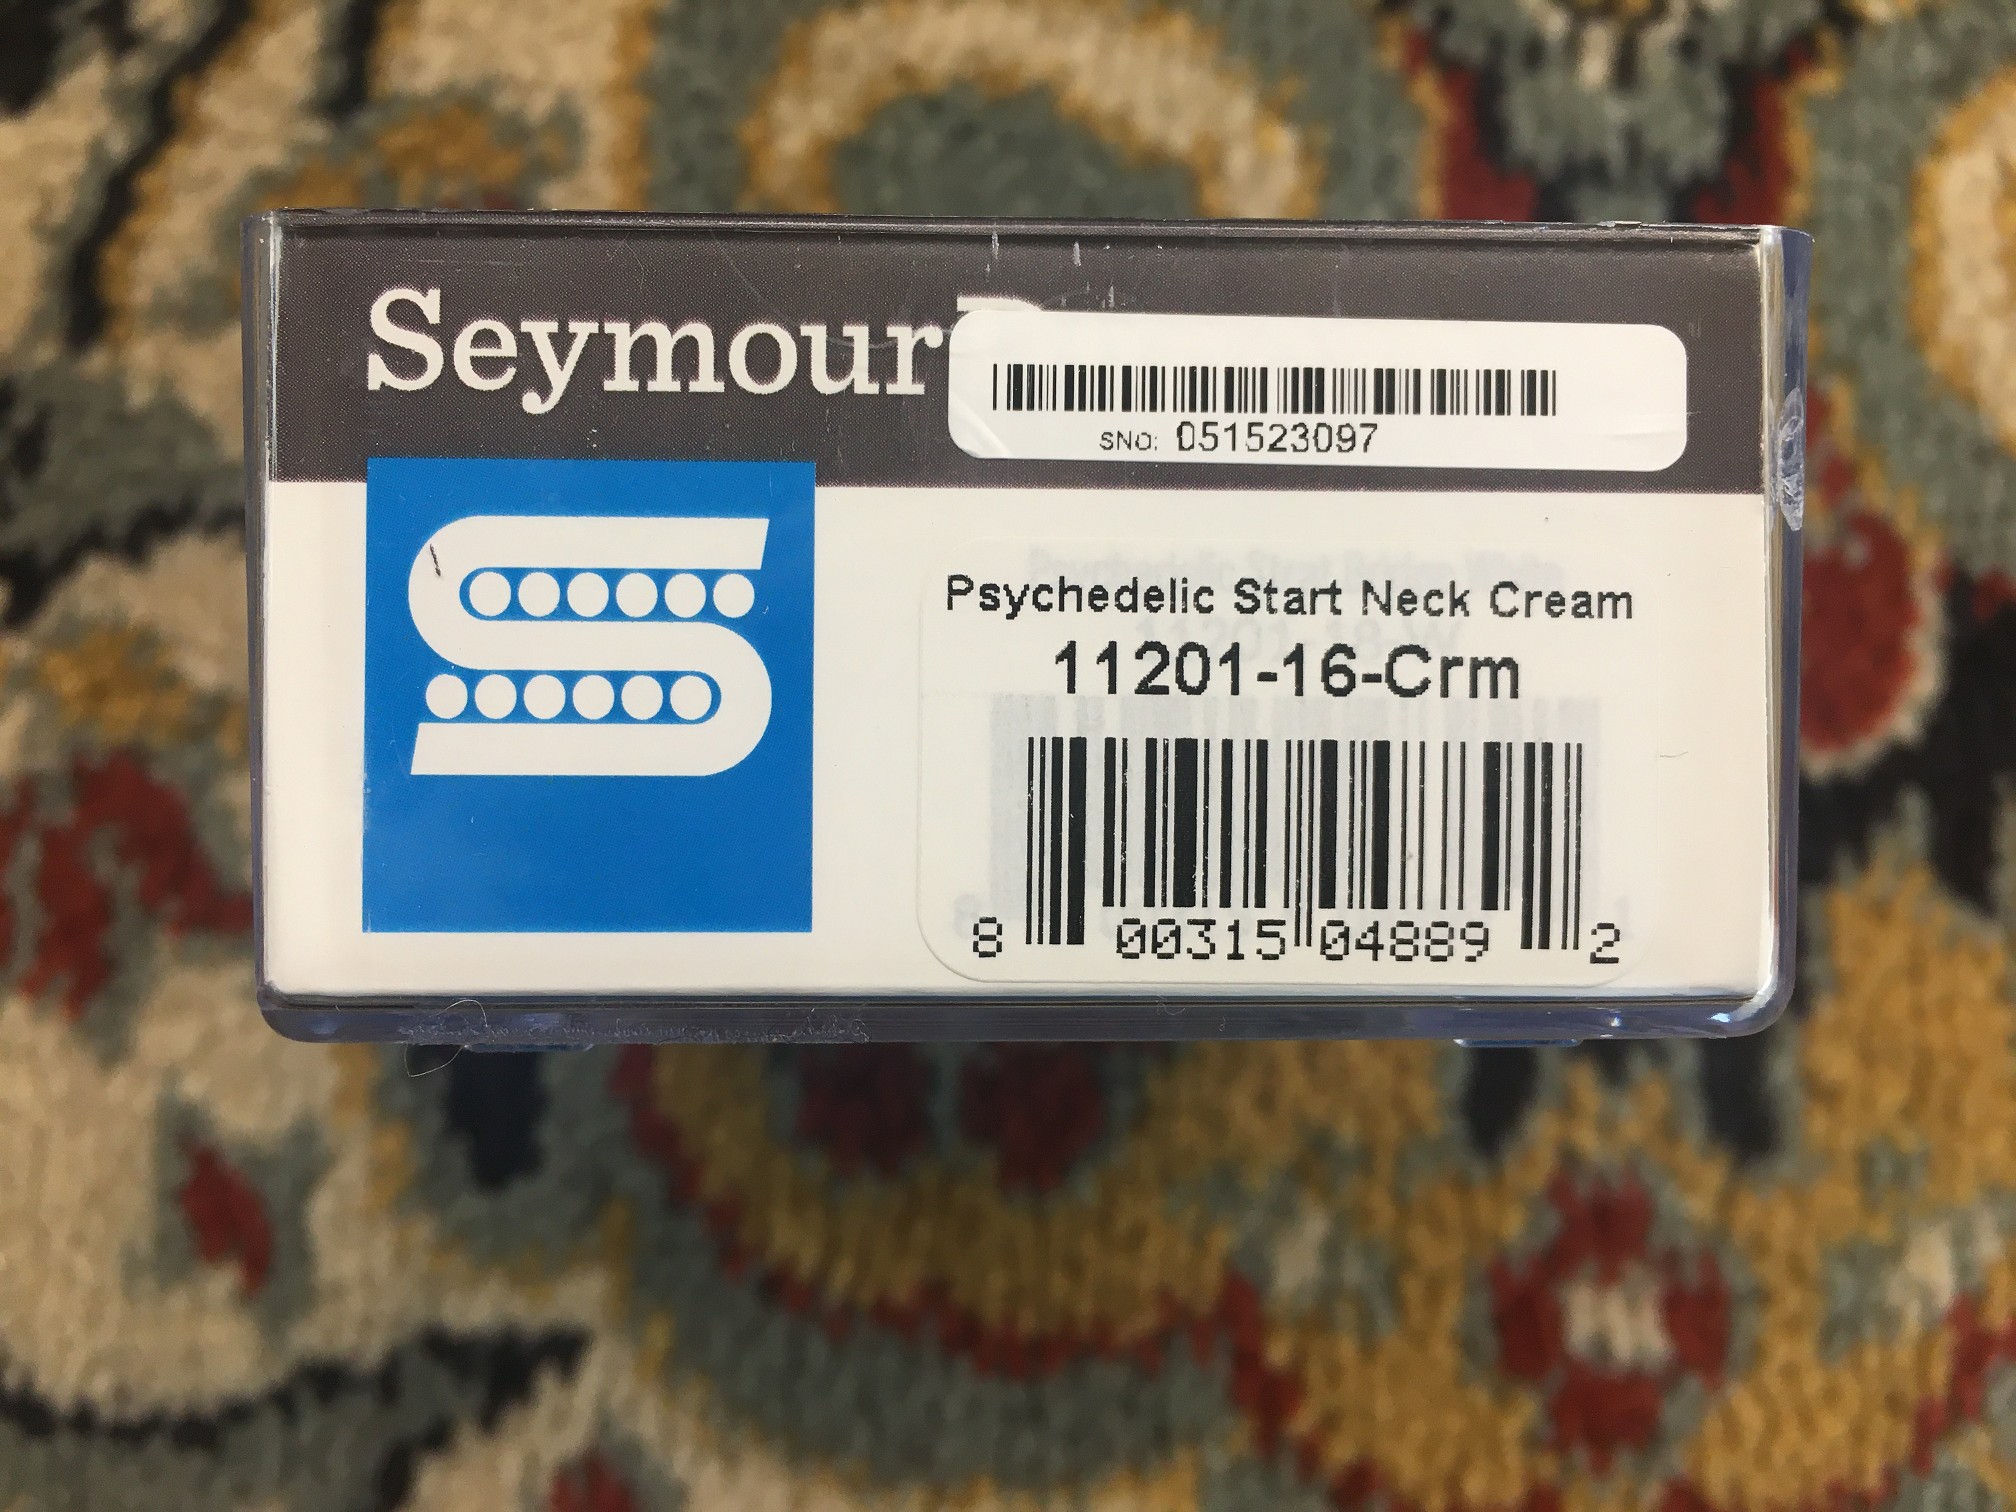 Seymour
SNO: 051523097
Psychedelic Start Neck Cream
11201-16-Crm
8 00315 04889 2